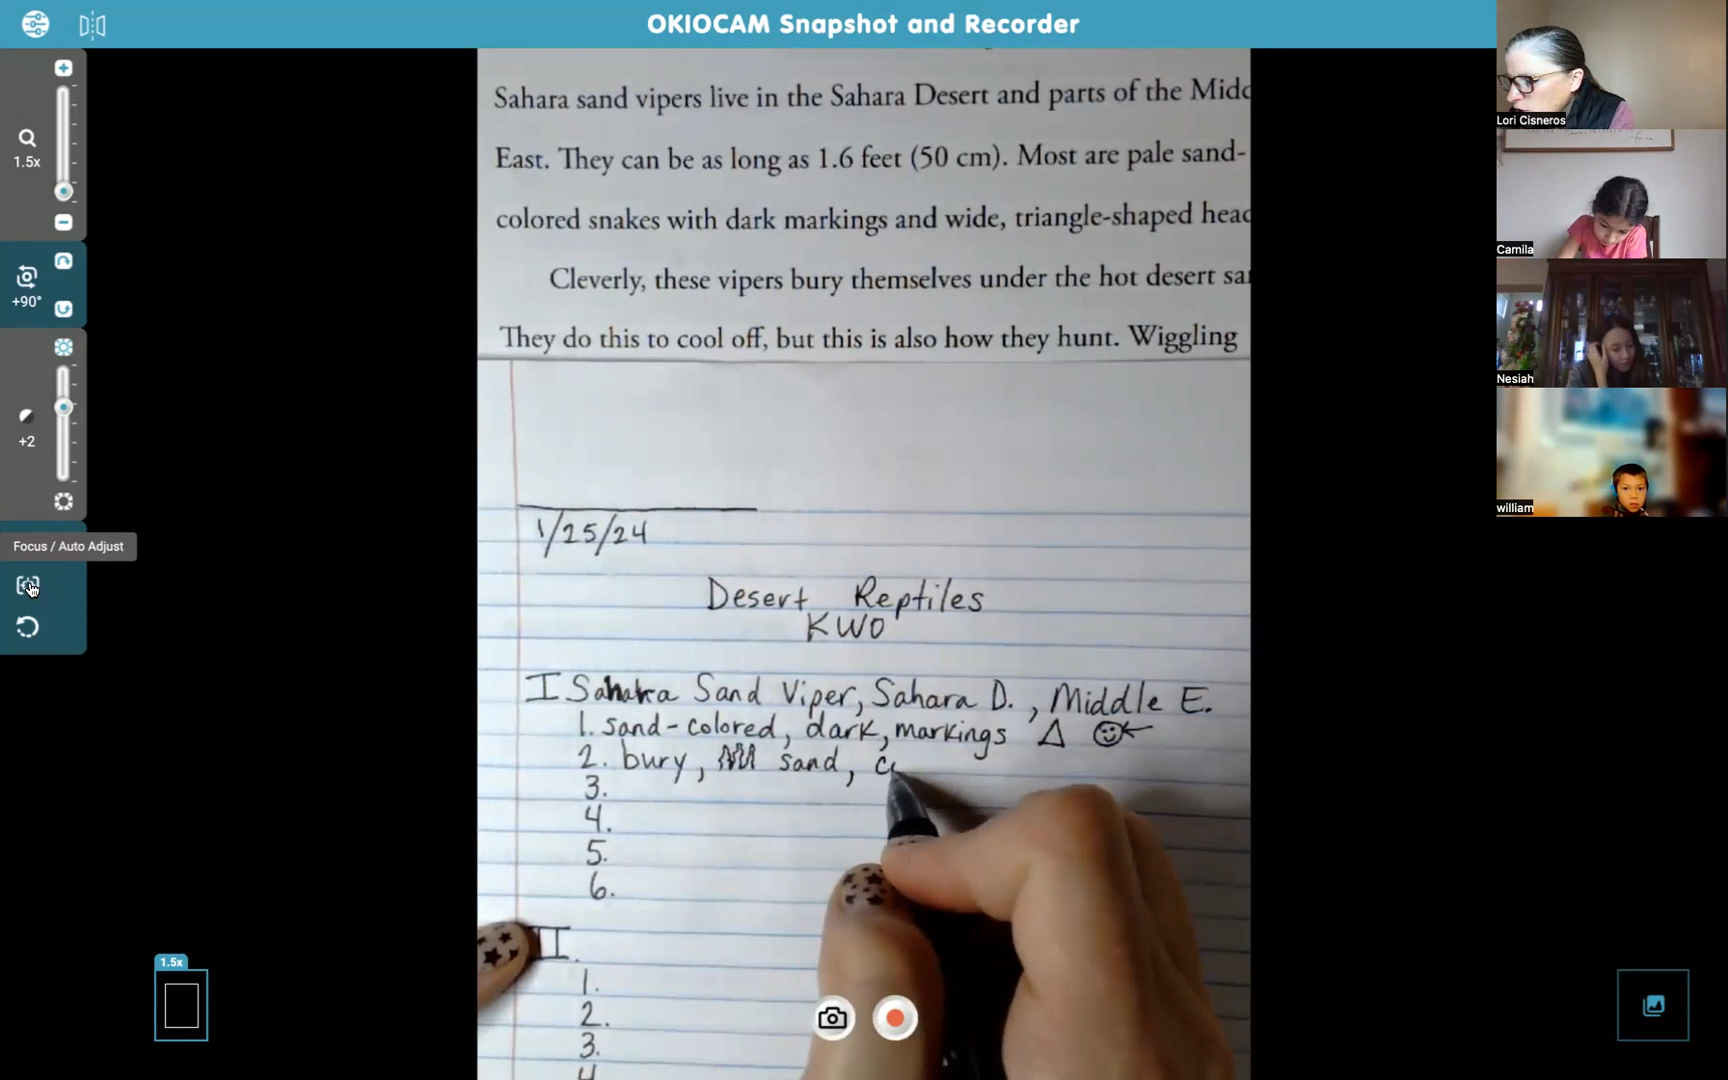 OKIOCAM Snapshot and Recorder
1.5x
+90°
+2
Focus / Auto Adjust
1.5x
Sahara sand vipers live in the Sahara Desert and parts of the Midd
East. They can be as long as 1.6 feet (50 cm). Most are pale sand-
colored snakes with dark markings and wide, triangle-shaped head
Cleverly, these vipers bury themselves under the hot desert sa
They do this to cool off, but this is also how they hunt. Wiggling
1/25/24
Desert Reptiles
KWO
I Sahara Sand Viper, Sahara D., Middle E.
1. sand-colored, dark, markings
2. bury, sand,
3.
4.
5.
6.
II.
1.
2.
3.
4
Lori Cisneros
Camila
Nesiah
william